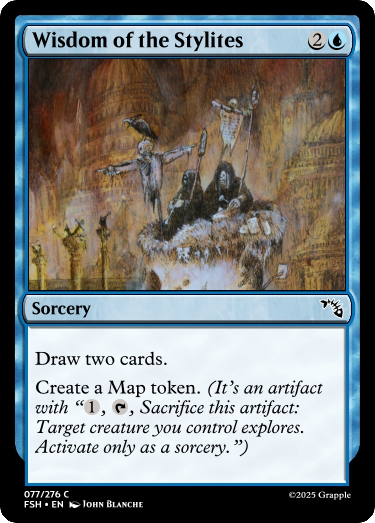 Wisdom of the Stylites 2
Sorcery
Draw two cards.
Create a Map token. (It's an artifact
with “1, , Sacrifice this artifact:
Target creature you control explores.
Activate only as a sorcery.”)
077/276 C
FSH • EN John Blanche
©2025 Grapple